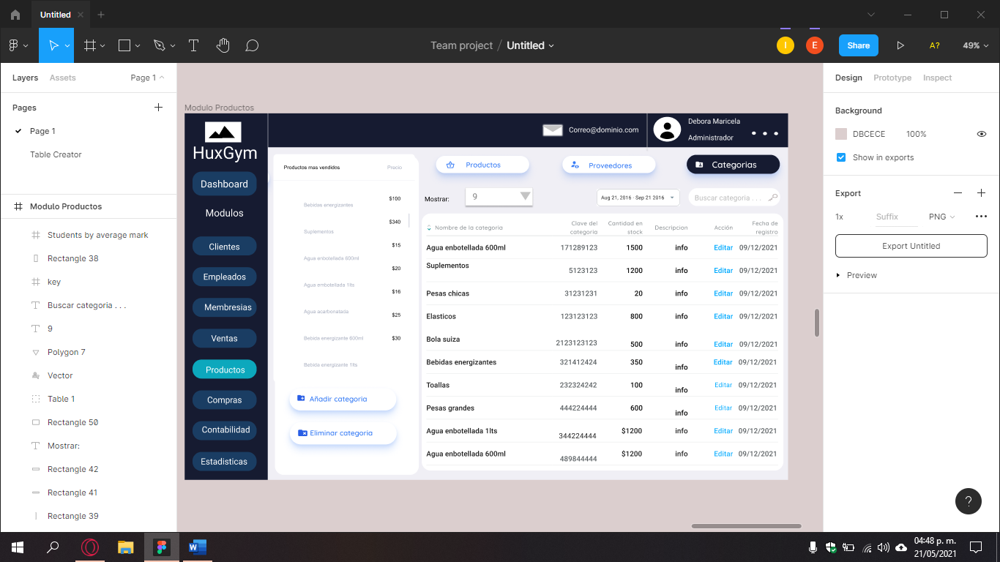 Untitled
Team project / Untitled
I
E
Share
A?
49%
Layers
Assets
Page 1
Pages
Page 1
Table Creator
Modulo Productos
Students by average mark
Rectangle 38
key
Buscar categoria . . .
9
Polygon 7
Vector
Table 1
Rectangle 50
Mostrar:
Rectangle 42
Rectangle 41
Rectangle 39
Modulo Productos
HuxGym
Dashboard
Modulos
Clientes
Empleados
Membresias
Ventas
Productos
Compras
Contabilidad
Estadisticas
Correo@dominio.com
Debora Maricela
Administrador
Productos mas vendidos Precio
$100
Bebidas energizantes
$340
Suplementos
$15
Agua enbotellada 600ml
$20
Agua embotellada 1lts
$16
Agua acarbonatada
$25
Bebida energizante 600ml $30
Bebida energizante 1lts
Añadir categoria
Eliminar categoria
Productos
Proveedores
Categorias
Mostrar:
9
Aug 21, 2016 - Sep 21 2016
Buscar categoria . . .
Nombre de la categoria Clave del categoria Cantidad en stock Descripcion Acción Fecha de registro
Agua enbotellada 600ml 171289123 1500 info Editar 09/12/2021
Suplementos 5123123 1200 info Editar 09/12/2021
Pesas chicas 31231231 20 info Editar 09/12/2021
Elasticos 123123123 800 info Editar 09/12/2021
Bola suiza 2123123123 500 info Editar 09/12/2021
Bebidas energizantes 321412424 350 info Editar 09/12/2021
Toallas 232324242 100 info Editar 09/12/2021
Pesas grandes 444224444 600 info Editar 09/12/2021
Agua enbotellada 1lts 344224444 $1200 info Editar 09/12/2021
Agua enbotellada 600ml 489844444 $1200 info Editar 09/12/2021
Design
Prototype
Inspect
Background
DBCECE 100%
Show in exports
Export
1x Suffix PNG
Export Untitled
Preview
?
04:48 p. m.
21/05/2021